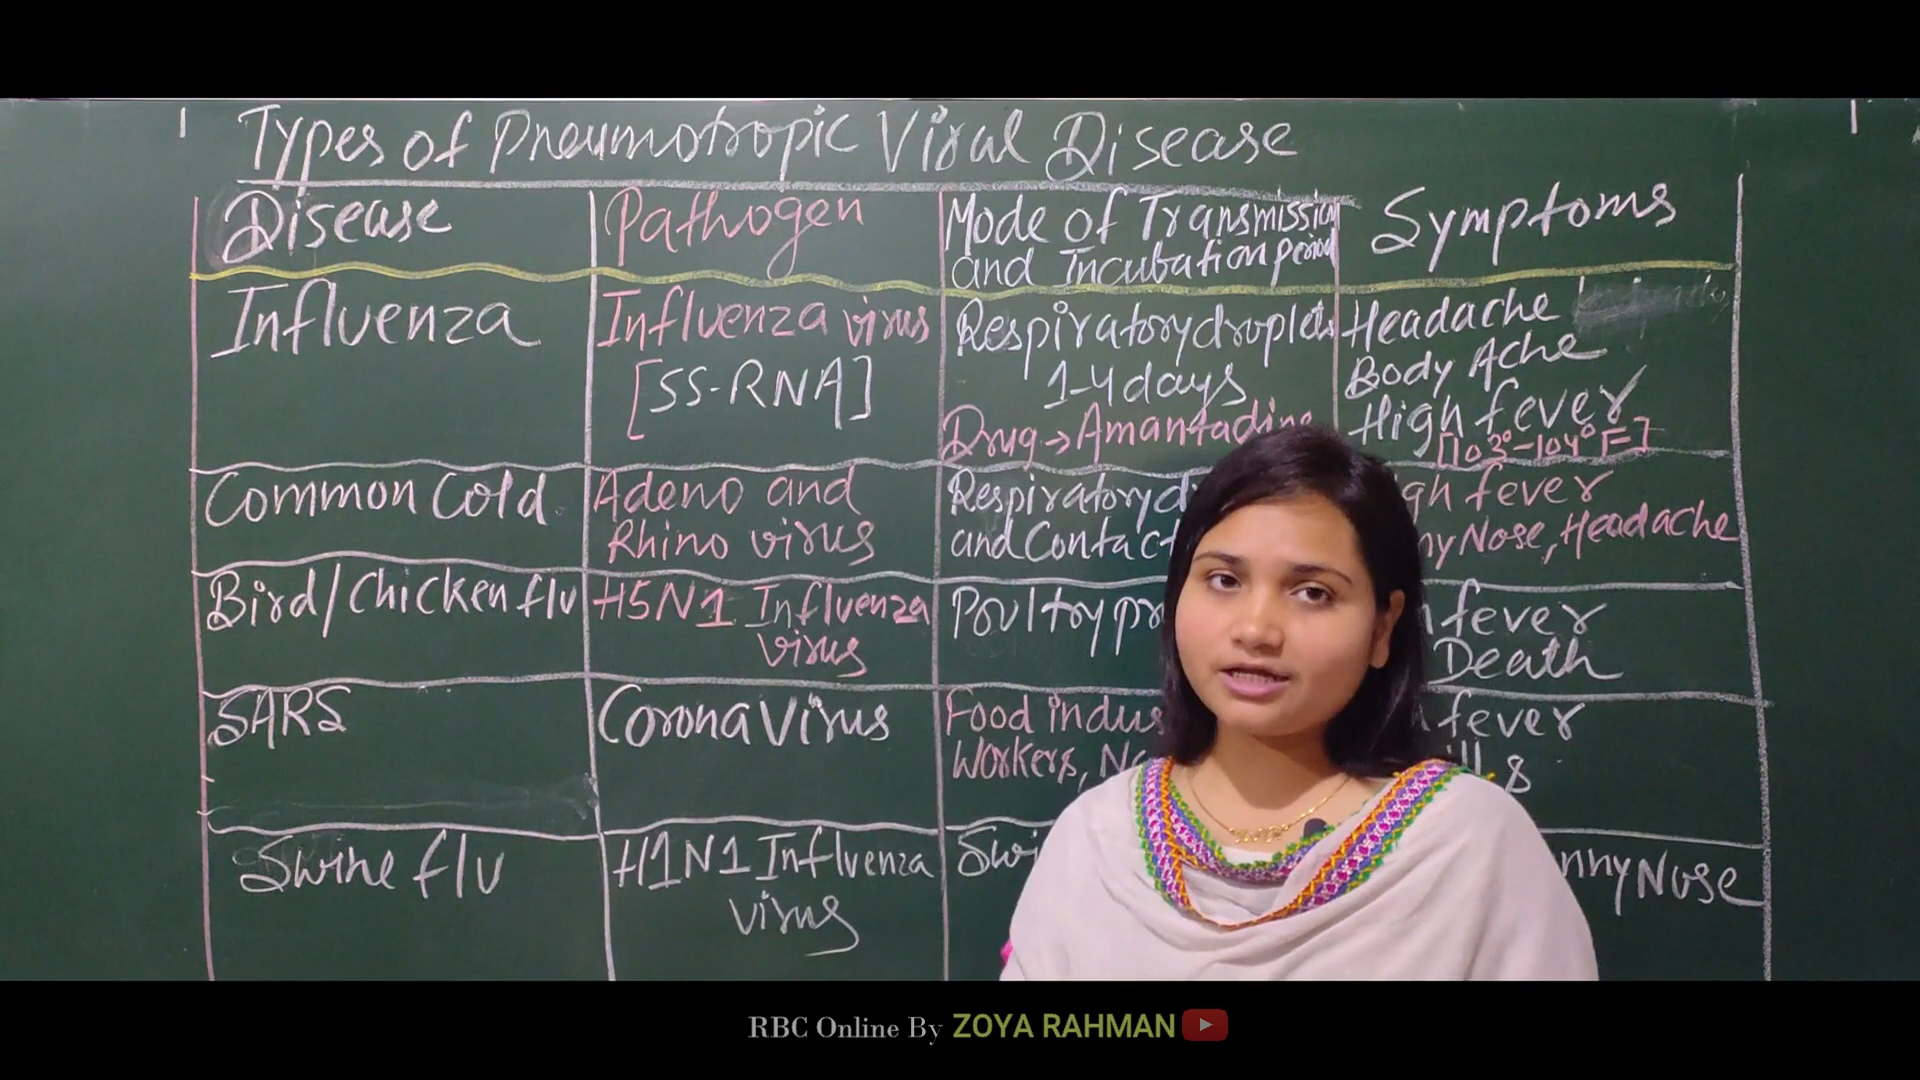 Types of Pneumotropic Viral Disease
Disease
Pathogen
Mode of Transmission
and Incubation period
Symptoms
Influenza
Influenza virus
[SS-RNA]
Respiratory droplets
1-4 days
Drug → Amantadine
Headache
Body Ache
High fever
[103°-104°F]
Common Cold
Adeno and
Rhino virus
Respiratory
and Contact
fever
Nose, Headache
Bird/Chicken flu
H5N1 Influenza
virus
Poultry
fever
Death
SARS
Corona Virus
Food
Workers,
fever
Swine flu
H1N1 Influenza
virus
Nose
RBC Online By ZOYA RAHMAN